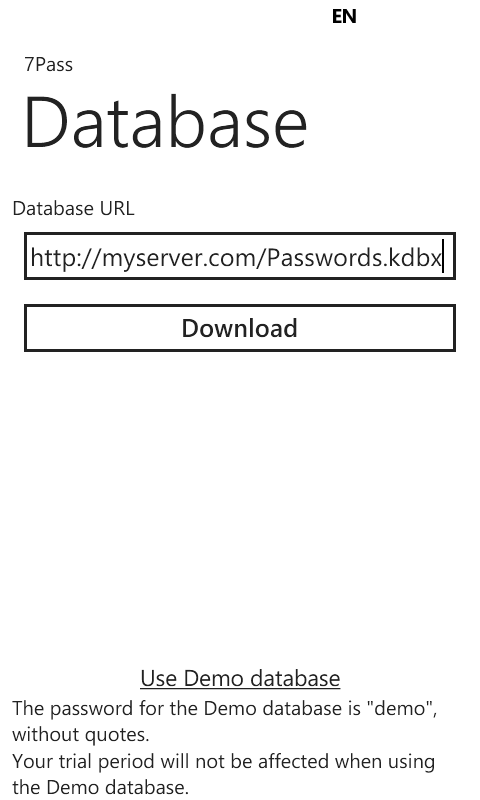 EN
7Pass
Database
Database URL
http://myserver.com/Passwords.kdbx
Download
Use Demo database
The password for the Demo database is "demo",
without quotes.
Your trial period will not be affected when using
the Demo database.